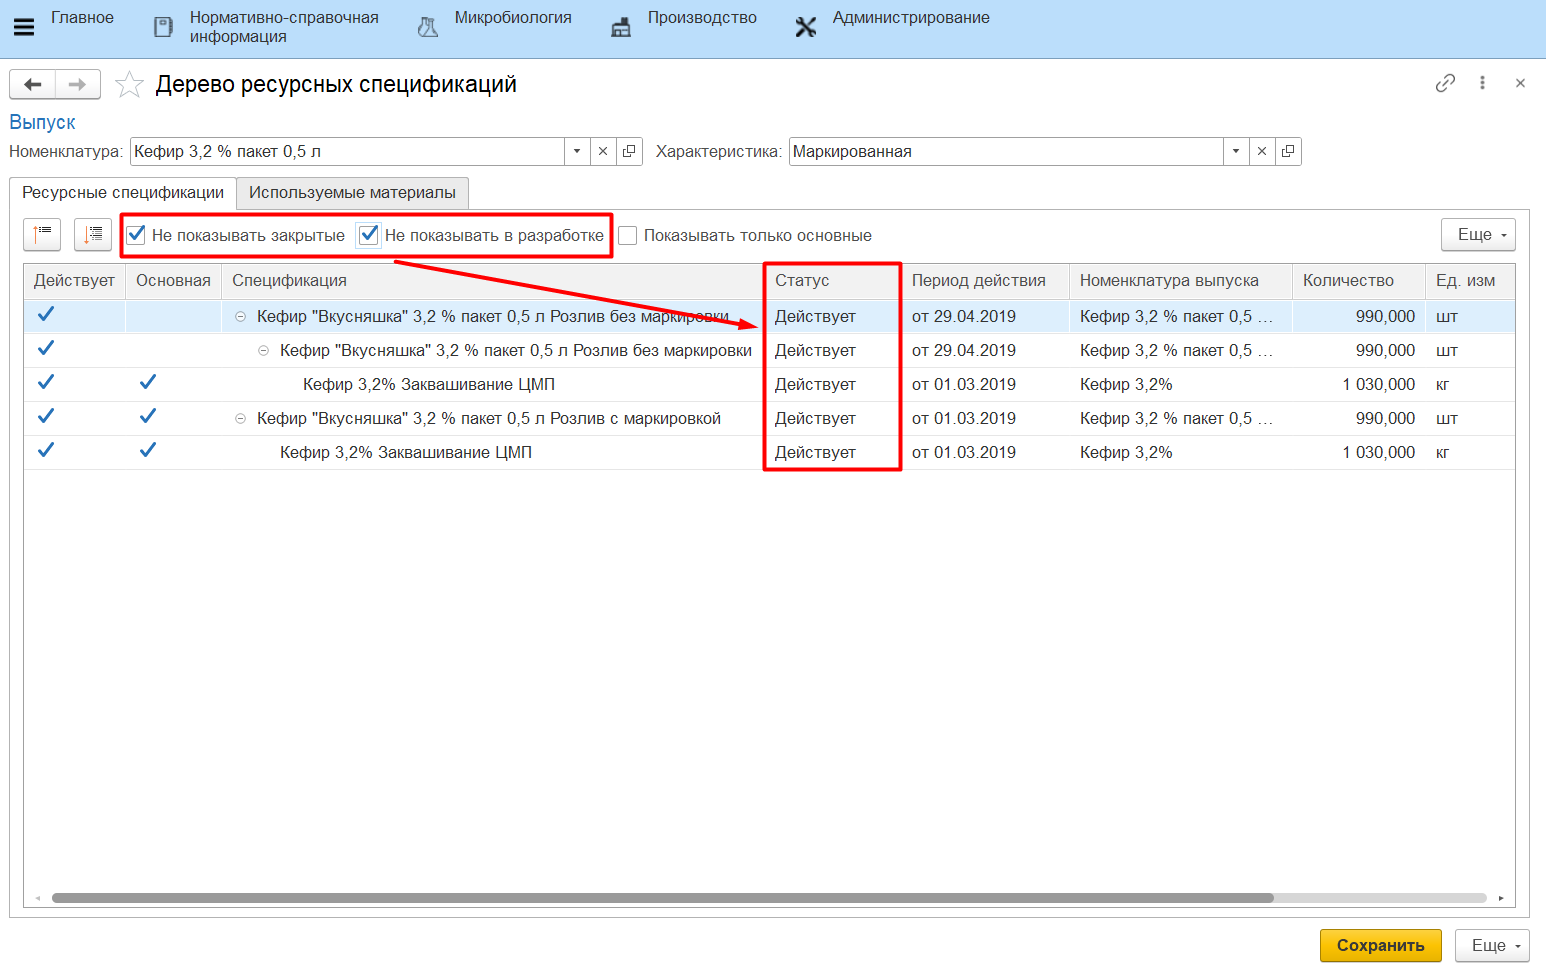 Главное
Нормативно-справочная
информация
Микробиология
Производство
Администрирование
Дерево ресурсных спецификаций
Выпуск
Номенклатура: Кефир 3,2 % пакет 0,5 л Характеристика: Маркированная
Ресурсные спецификации Используемые материалы
Не показывать закрытые Не показывать в разработке Показывать только основные Еще
Действует Основная Спецификация Статус Период действия Номенклатура выпуска Количество Ед. изм
Кефир "Вкусняшка" 3,2 % пакет 0,5 л Розлив без маркировки Действует от 29.04.2019 Кефир 3,2 % пакет 0,5 ... 990,000 шт
Кефир "Вкусняшка" 3,2 % пакет 0,5 л Розлив без маркировки Действует от 29.04.2019 Кефир 3,2 % пакет 0,5 ... 990,000 шт
Кефир 3,2% Заквашивание ЦМП Действует от 01.03.2019 Кефир 3,2% 1 030,000 кг
Кефир "Вкусняшка" 3,2 % пакет 0,5 л Розлив с маркировкой Действует от 01.03.2019 Кефир 3,2 % пакет 0,5 ... 990,000 шт
Кефир 3,2% Заквашивание ЦМП Действует от 01.03.2019 Кефир 3,2% 1 030,000 кг
Сохранить Еще